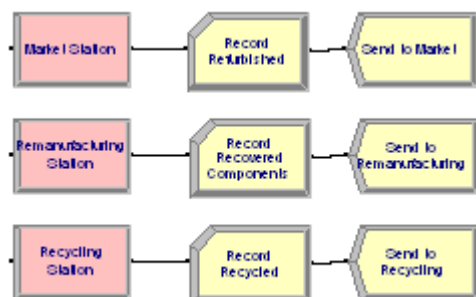 Market Station
Record
Refurbished
Send to Market
Remanufacturing
Station
Record
Recovered
Components
Send to
Remanufacturing
Recycling
Station
Record
Recycled
Send to
Recycling